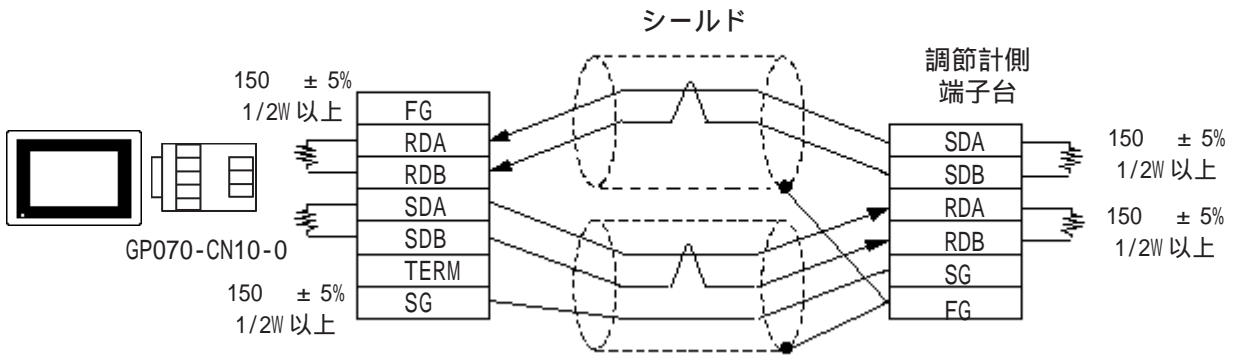 シールド
150 ± 5%
1/2W 以上
GP070-CN10-0
150 ± 5%
1/2W 以上
FG
RDA
RDB
SDA
SDB
TERM
SG
調節計側
端子台
SDA
SDB
RDA
RDB
SG
FG
150 ± 5%
1/2W 以上
150 ± 5%
1/2W 以上